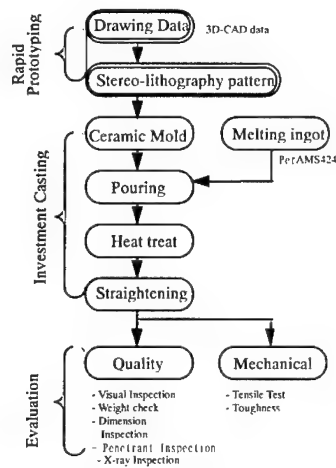 Rapid
Prototyping
Drawing Data
3D-CAD data
Stereo-lithography pattern
Investment Casting
Ceramic Mold
Melting ingot
PerAMS424
Pouring
Heat treat
Straightening
Evaluation
Quality
Mechanical
- Visual Inspection
- Weight check
- Dimension
Inspection
- Penetrant Inspection
- X-ray Inspection
- Tensile Test
- Toughness